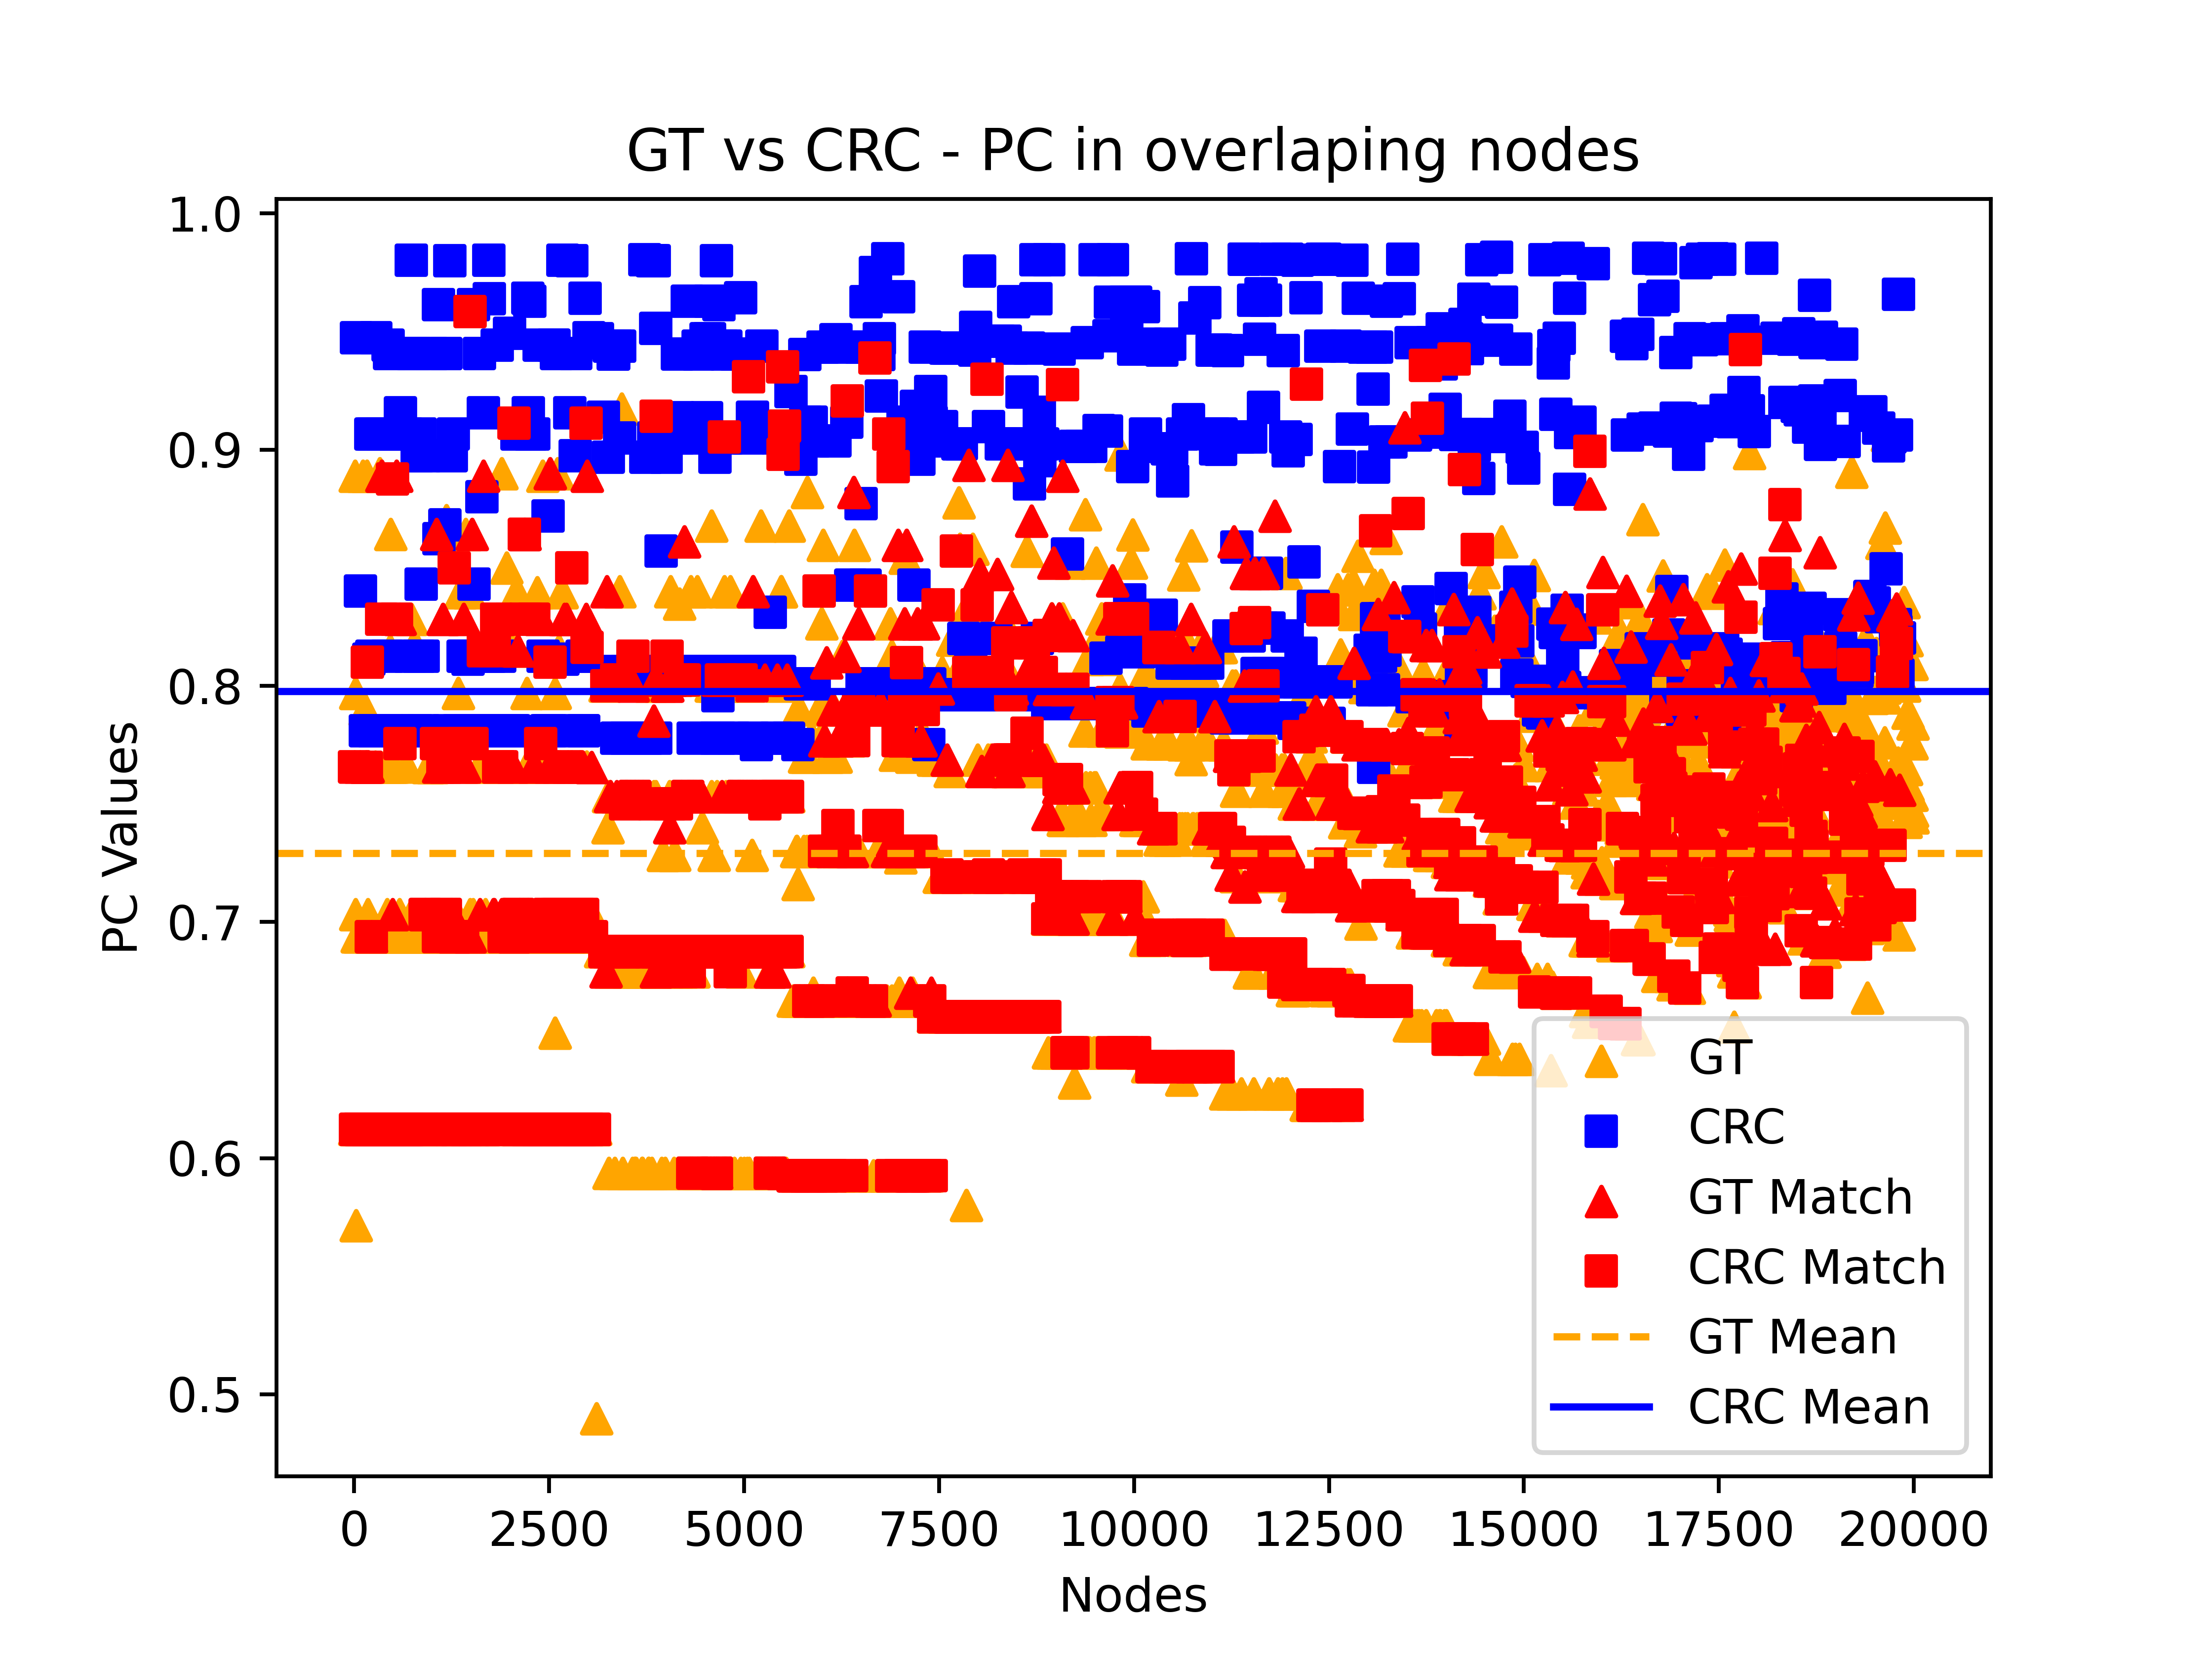 GT vs CRC - PC in overlaping nodes
1.0
0.9
0.8
0.7
0.6
0.5
PC Values
GT
CRC
GT Match
CRC Match
GT Mean
CRC Mean
0 2500 5000 7500 10000 12500 15000 17500 20000
Nodes